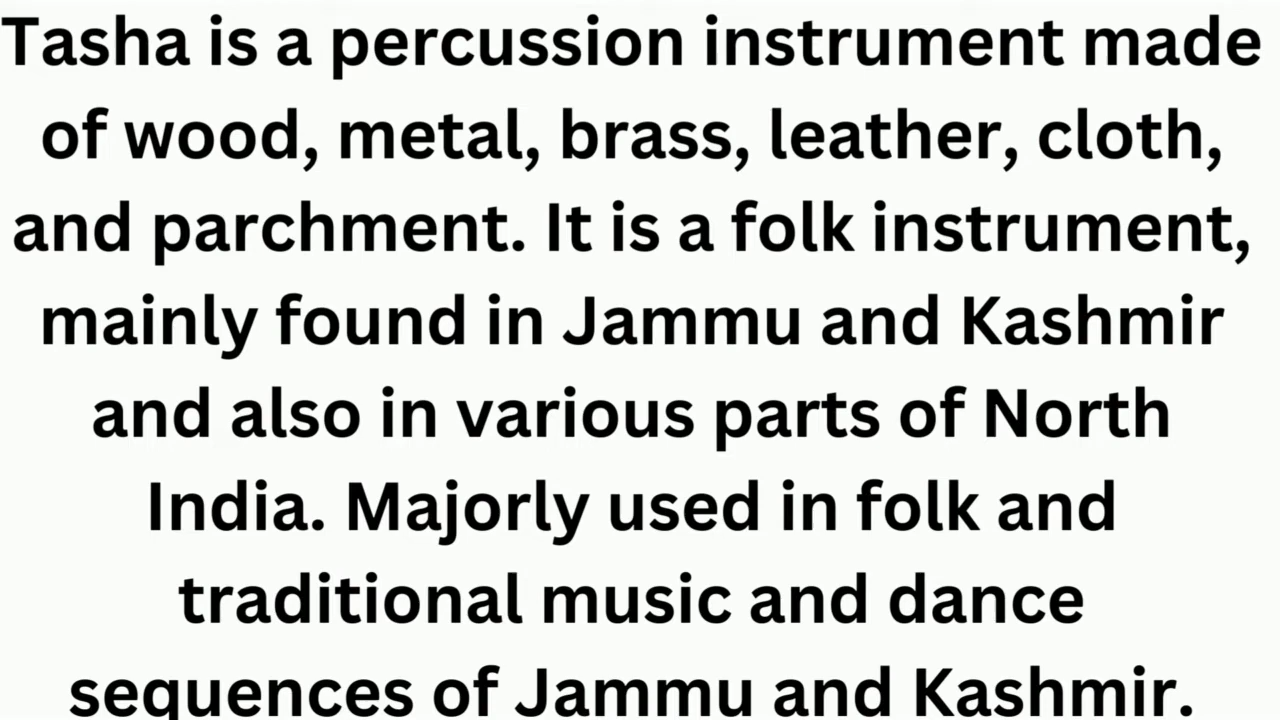 Tasha is a percussion instrument made
of wood, metal, brass, leather, cloth,
and parchment. It is a folk instrument,
mainly found in Jammu and Kashmir
and also in various parts of North
India. Majorly used in folk and
traditional music and dance
sequences of Jammu and Kashmir.